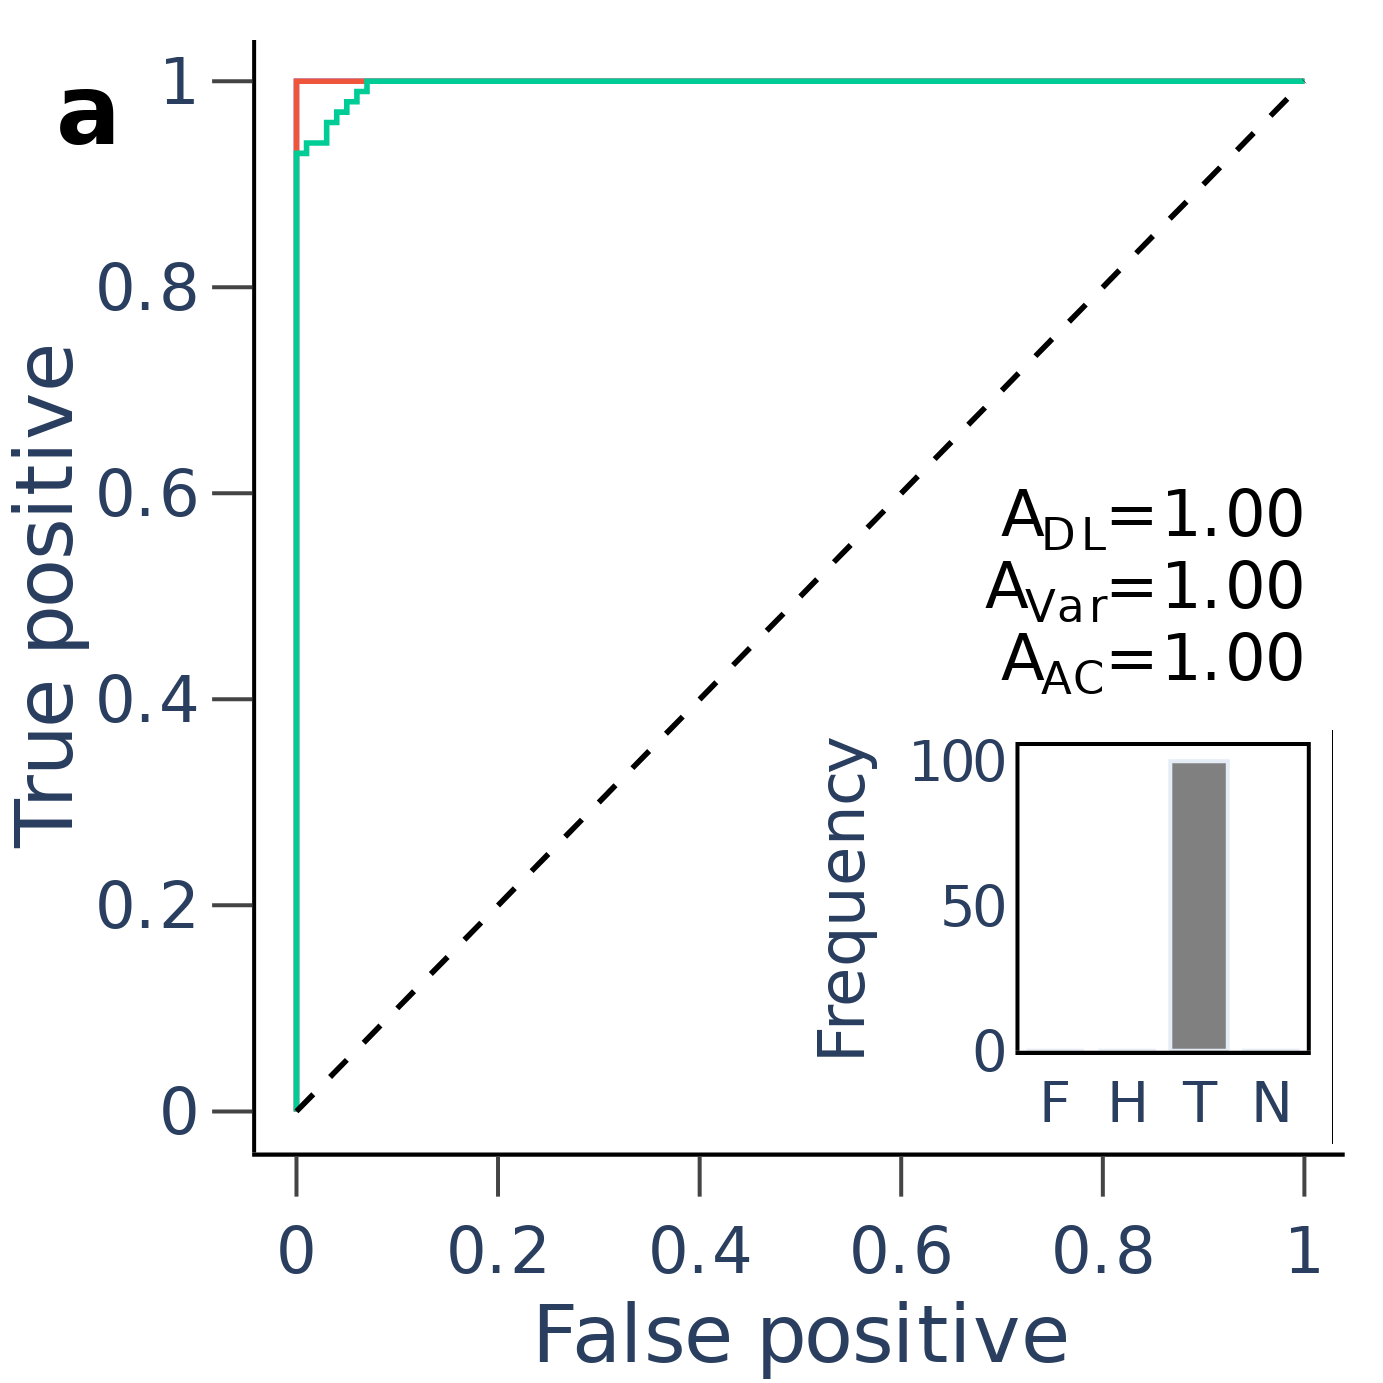 a
1
0.8
0.6
0.4
0.2
0
True positive
A_DL=1.00
A_Var=1.00
A_AC=1.00
Frequency
100
50
0
F H T N
0 0.2 0.4 0.6 0.8 1
False positive